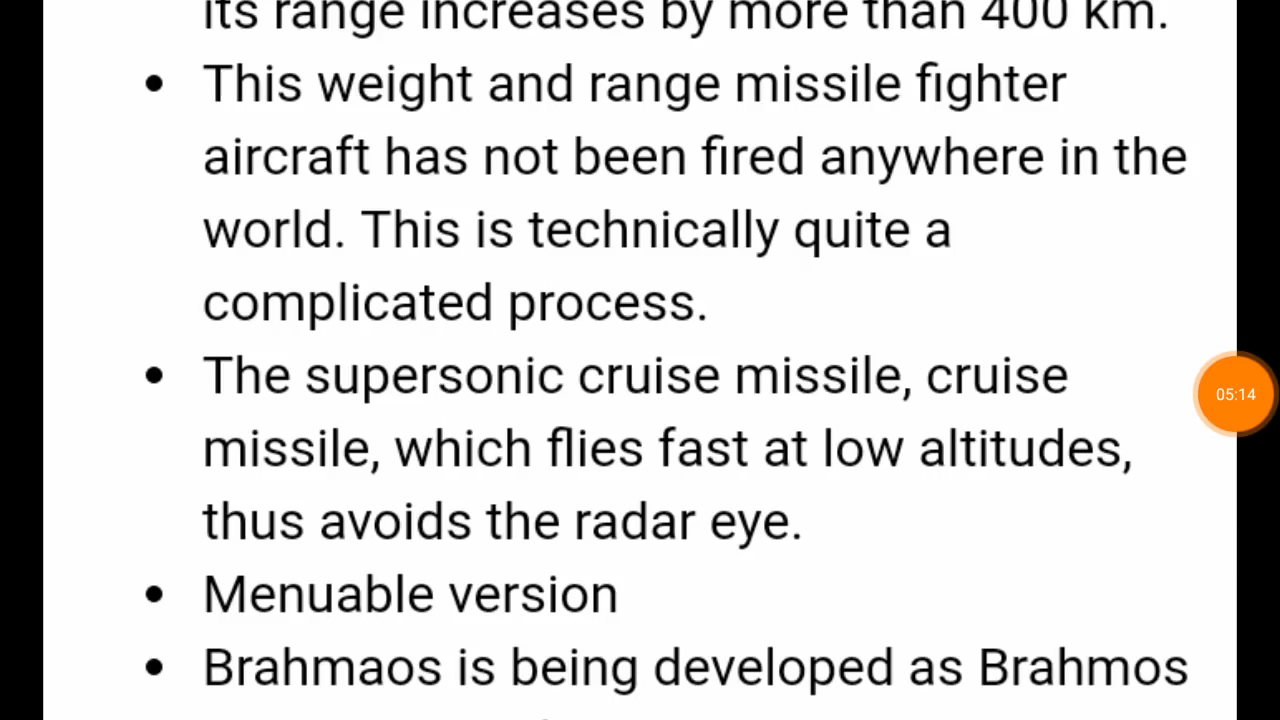 its range increases by more than 400 km.
• This weight and range missile fighter
aircraft has not been fired anywhere in the
world. This is technically quite a
complicated process.
• The supersonic cruise missile, cruise
missile, which flies fast at low altitudes,
thus avoids the radar eye.
• Menuable version
• Brahmaos is being developed as Brahmos
05:14